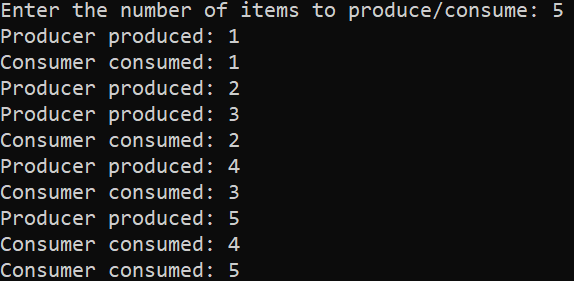 Enter the number of items to produce/consume: 5
Producer produced: 1
Consumer consumed: 1
Producer produced: 2
Producer produced: 3
Consumer consumed: 2
Producer produced: 4
Consumer consumed: 3
Producer produced: 5
Consumer consumed: 4
Consumer consumed: 5